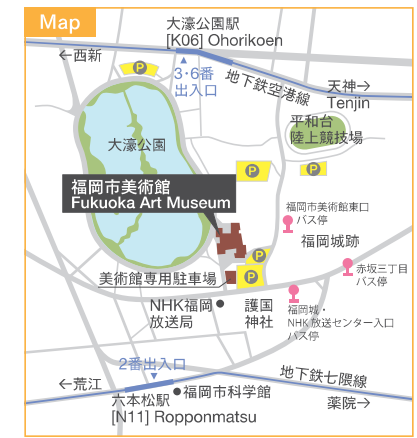 Map
大濠公園駅
[K06] Ohorikoen
←西新
3・6番
出入口
地下鉄空港線
天神→
Tenjin
P
平和台
陸上競技場
大濠公園
P
P
福岡市美術館
Fukuoka Art Museum
福岡市美術館東口
バス停
福岡城跡
P
美術館専用駐車場
P
赤坂三丁目
バス停
NHK福岡
放送局
護国
神社
福岡城・
NHK放送センター入口
バス停
2番出入口
←荒江
地下鉄七隈線
六本松駅
[N11] Ropponmatsu
福岡市科学館
薬院→